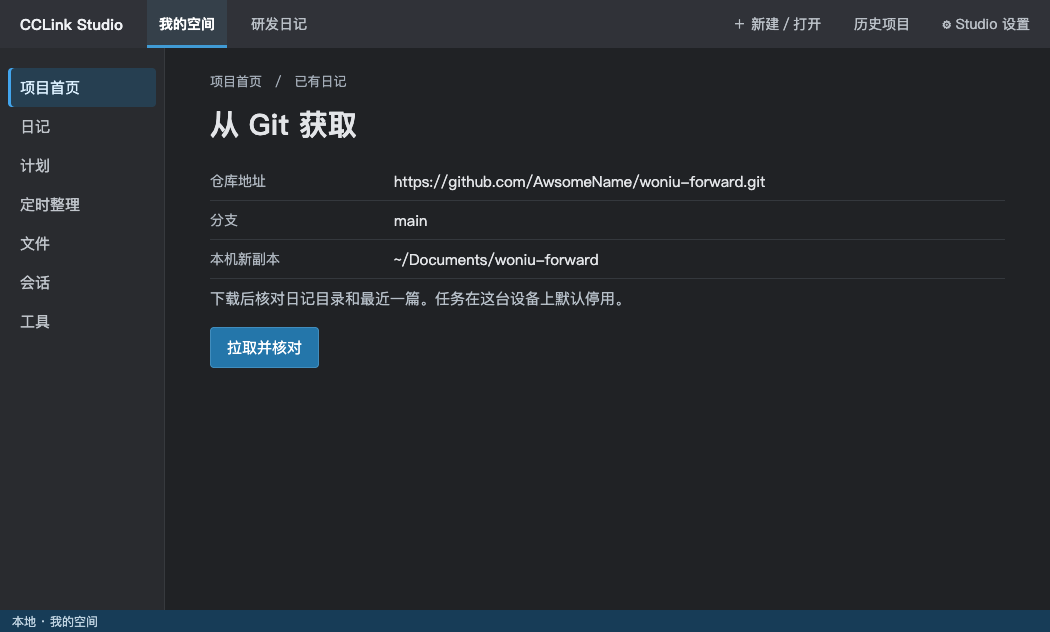 CCLink Studio 我的空间 研发日记 + 新建 / 打开 历史项目 ⚙ Studio 设置
项目首页
日记
计划
定时整理
文件
会话
工具
项目首页 / 已有日记
从 Git 获取
仓库地址 https://github.com/AwsomeName/woniu-forward.git
分支 main
本机新副本 ~/Documents/woniu-forward
下载后核对日记目录和最近一篇。任务在这台设备上默认停用。
拉取并核对
本地 · 我的空间